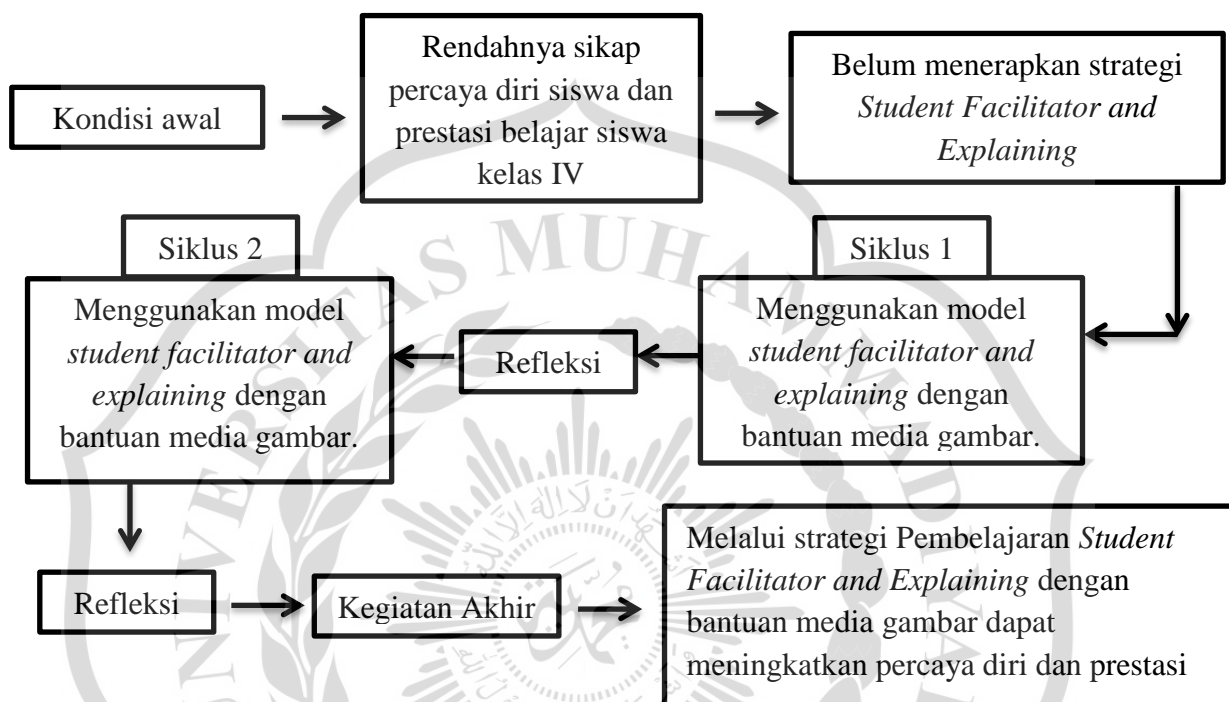 Kondisi awal
Rendahnya sikap
percaya diri siswa dan
prestasi belajar siswa
kelas IV
Belum menerapkan strategi
Student Facilitator and
Explaining
Siklus 1
Menggunakan model
student facilitator and
explaining dengan
bantuan media gambar.
Refleksi
Siklus 2
Menggunakan model
student facilitator and
explaining dengan
bantuan media gambar.
Refleksi
Kegiatan Akhir
Melalui strategi Pembelajaran Student
Facilitator and Explaining dengan
bantuan media gambar dapat
meningkatkan percaya diri dan prestasi
UNIVERSITAS MUHAMMADIYA